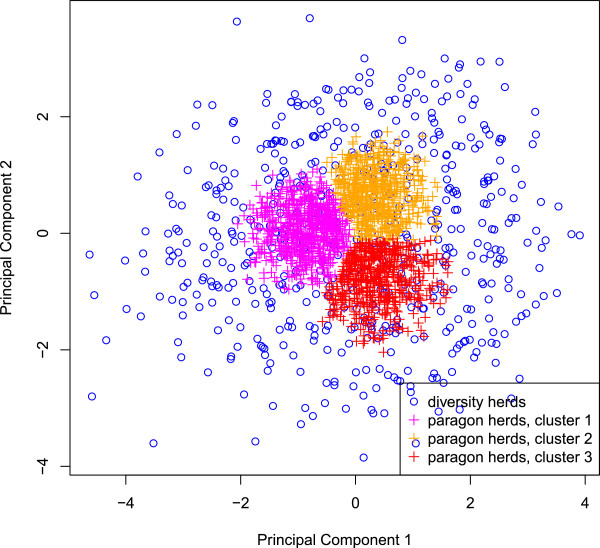 Principal Component 2
2
0
−2
−4
−4 −2 0 2 4
Principal Component 1
diversity herds
paragon herds, cluster 1
paragon herds, cluster 2
paragon herds, cluster 3